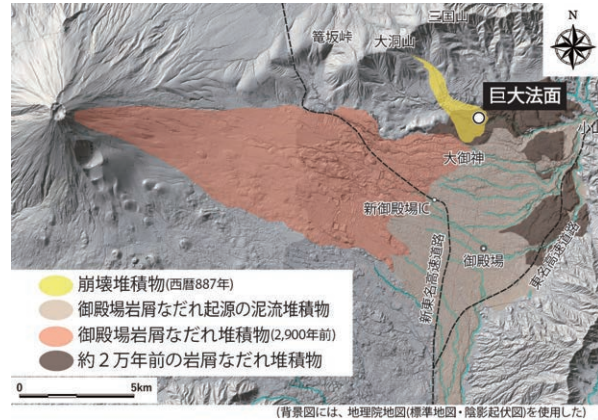 三国山
N
籠坂峠
大洞山
巨大法面
小山
大御神
新御殿場IC
御殿場
新東名高速道路
東名高速道路
崩壊堆積物(西暦887年)
御殿場岩屑なだれ起源の泥流堆積物
御殿場岩屑なだれ堆積物(2,900年前)
約２万年前の岩屑なだれ堆積物
0 5km
(背景図には、地理院地図(標準地図・陰影起伏図)を使用した)